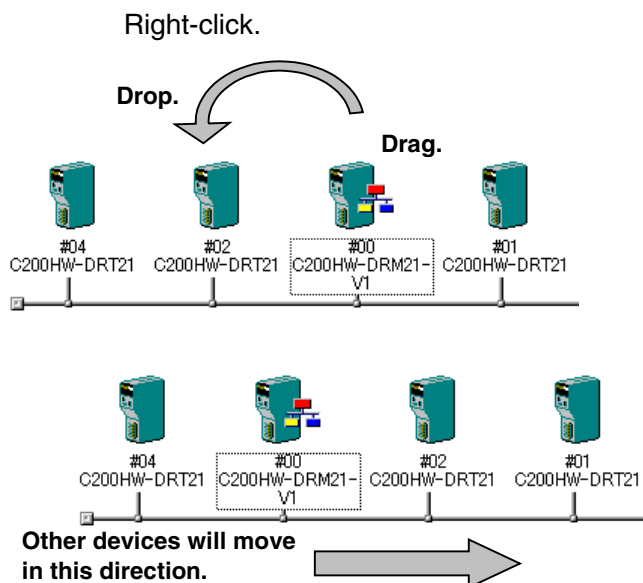 Right-click.
Drop.
Drag.
#04
C200HW-DRT21
#02
C200HW-DRT21
#00
C200HW-DRM21-
V1
#01
C200HW-DRT21
#04
C200HW-DRT21
#00
C200HW-DRM21-
V1
#02
C200HW-DRT21
#01
C200HW-DRT21
Other devices will move
in this direction.